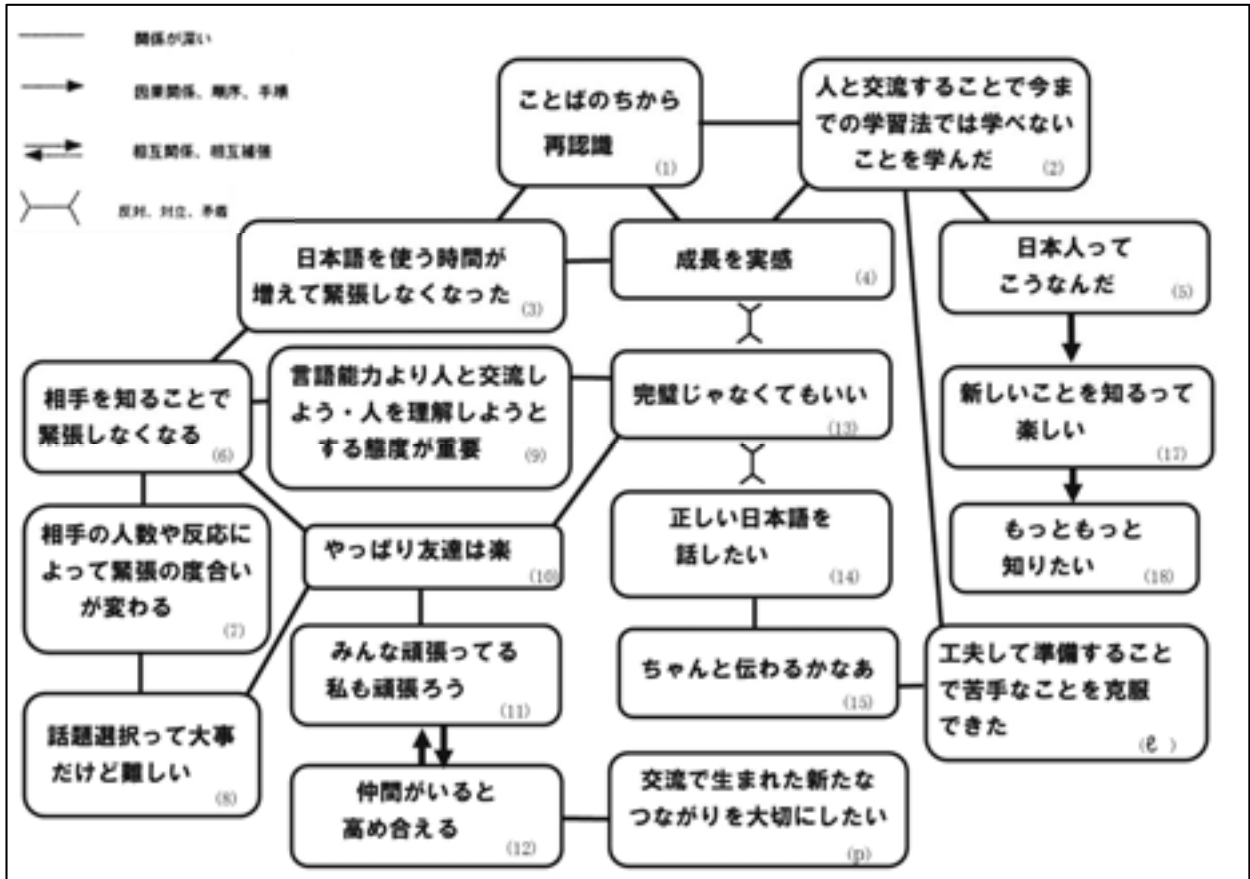 関係が深い
因果関係、順序、手順
相互関係、相互補強
反対、対立、矛盾
ことばのちから
再認識
(1)
人と交流することで今ま
での学習法では学べない
ことを学んだ
(2)
日本語を使う時間が
増えて緊張しなくなった
(3)
成長を実感
(4)
日本人って
こうなんだ
(5)
相手を知ることで
緊張しなくなる
(6)
言語能力より人と交流し
よう・人を理解しようと
する態度が重要
(9)
完璧じゃなくてもいい
(13)
新しいことを知るって
楽しい
(17)
相手の人数や反応に
よって緊張の度合い
が変わる
(7)
やっぱり友達は楽
(10)
正しい日本語を
話したい
(14)
もっともっと
知りたい
(18)
みんな頑張ってる
私も頑張ろう
(11)
ちゃんと伝わるかなあ
(15)
工夫して準備すること
で苦手なことを克服
できた
(ℓ)
話題選択って大事
だけど難しい
(8)
仲間がいると
高め合える
(12)
交流で生まれた新たな
つながりを大切にしたい
(p)